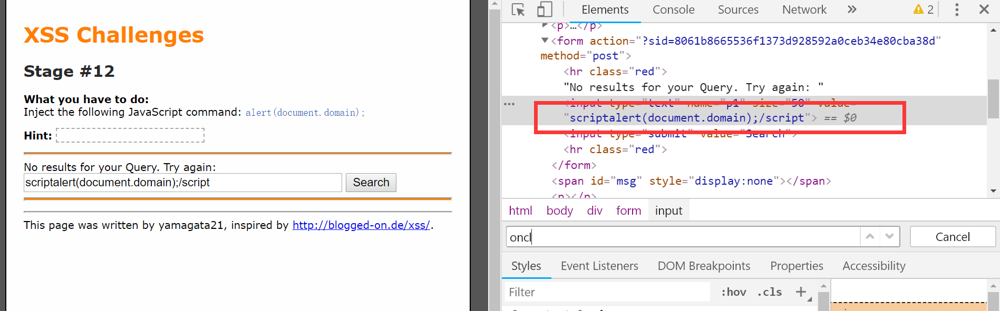 XSS Challenges
Stage #12
What you have to do:
Inject the following JavaScript command: alert(document.domain);
Hint:
No results for your Query. Try again:
scriptalert(document.domain);/script
Search
This page was written by yamagata21, inspired by http://blogged-on.de/xss/.
Elements Console Sources Network » 2
<p>…</p>
<form action="?sid=8061b8665536f1373d928592a0ceb34e80cba38d"
method="post">
<hr class="red">
"No results for your Query. Try again: "
<input type="text" name="p1" size="50" value=
"scriptalert(document.domain);/script"> == $0
<input type="submit" value="Search">
<hr class="red">
</form>
<span id="msg" style="display:none"></span>
<p></p>
html body div form input
oncl
Cancel
Styles Event Listeners DOM Breakpoints Properties Accessibility
Filter :hov .cls +